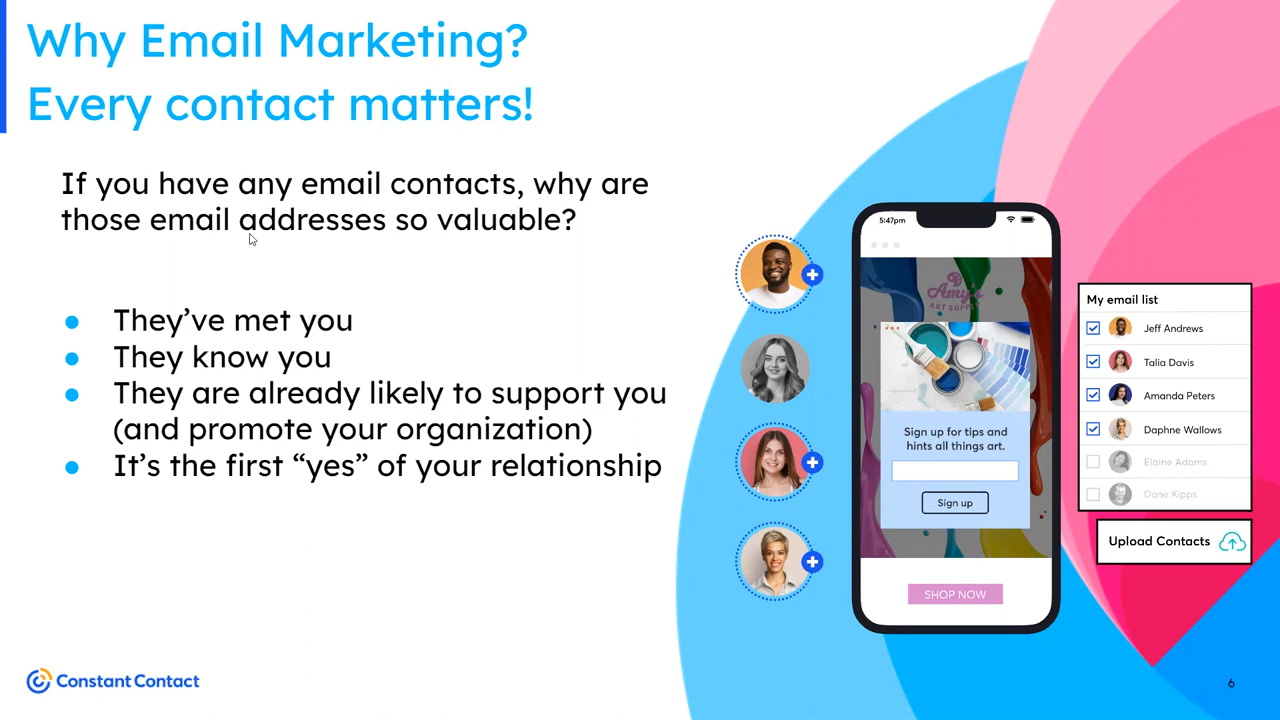 Why Email Marketing?
Every contact matters!
If you have any email contacts, why are
those email addresses so valuable?
● They’ve met you
● They know you
● They are already likely to support you
(and promote your organization)
● It’s the first “yes” of your relationship
5:47pm
Amy's
ART SUPP
Sign up for tips and
hints all things art.
Sign up
SHOP NOW
My email list
Jeff Andrews
Talia Davis
Amanda Peters
Daphne Wallows
Elaine Adams
Dane Kipps
Upload Contacts
Constant Contact
6